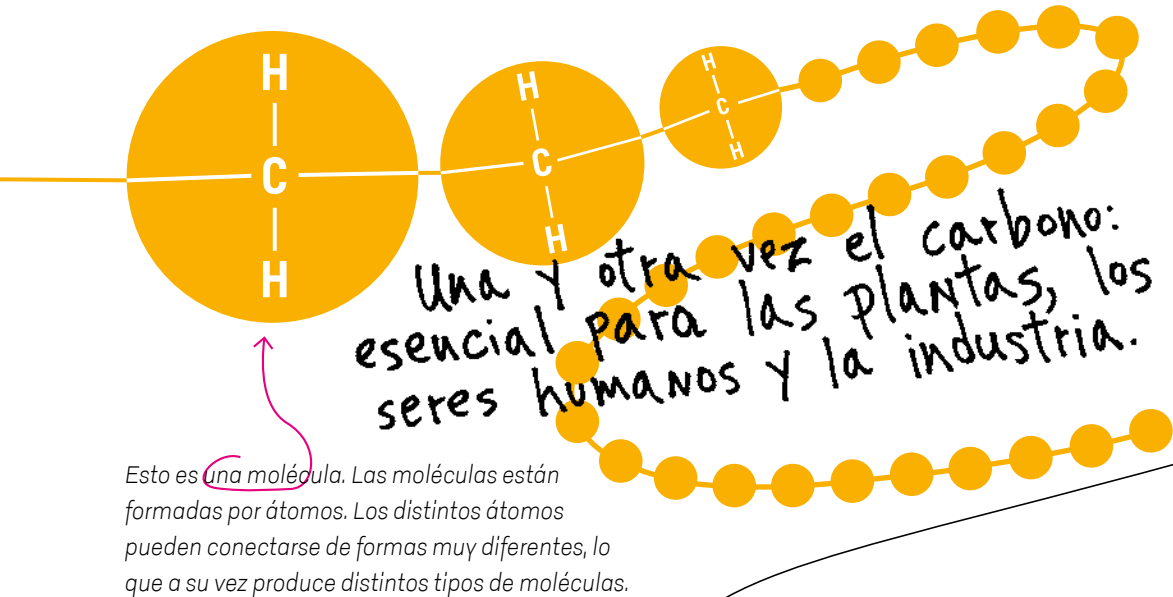 H
C
H
H
C
H
H
C
H
Una y otra vez el carbono:
esencial para las plantas, los
seres humanos y la industria.
Esto es una molécula. Las moléculas están
formadas por átomos. Los distintos átomos
pueden conectarse de formas muy diferentes, lo
que a su vez produce distintos tipos de moléculas.